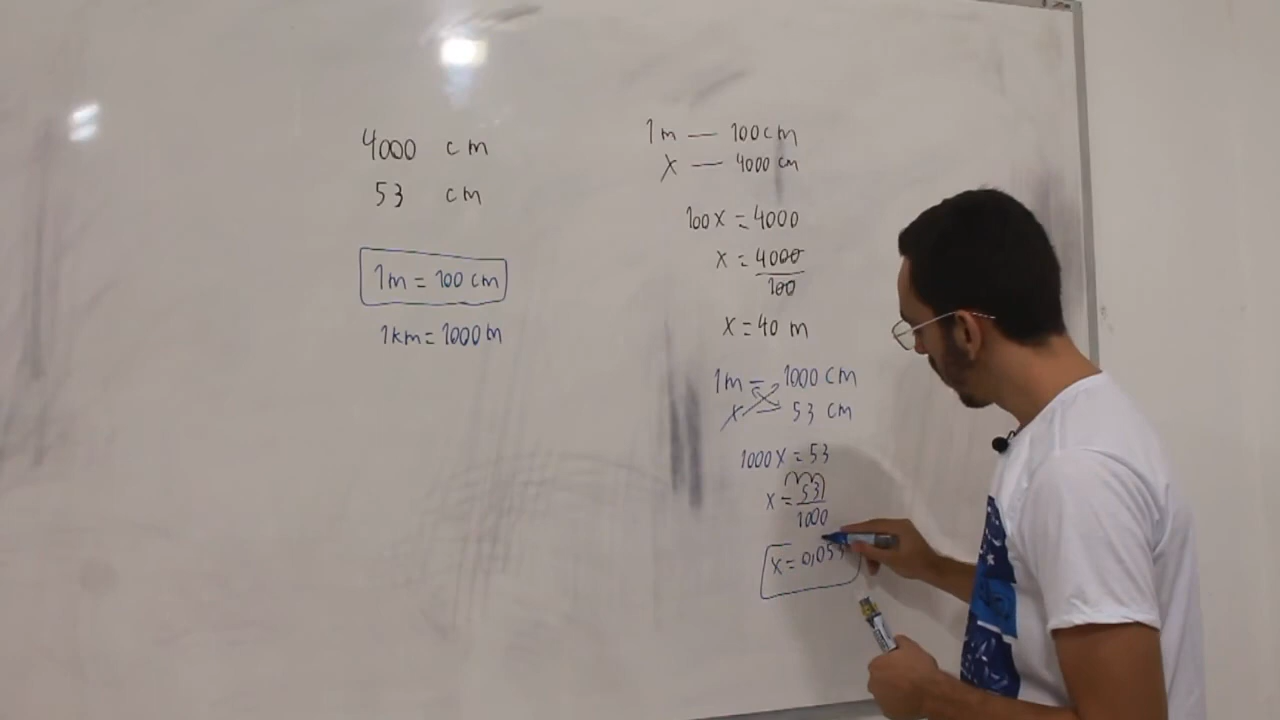 4000 cm
53 cm
1m = 100 cm
1km = 1000 m
1m — 100 cm
x — 4000 cm
100x = 4000
x = 4000
100
x = 40 m
1m — 1000 cm
x — 53 cm
1000x = 53
x = 53
1000
x = 0,053